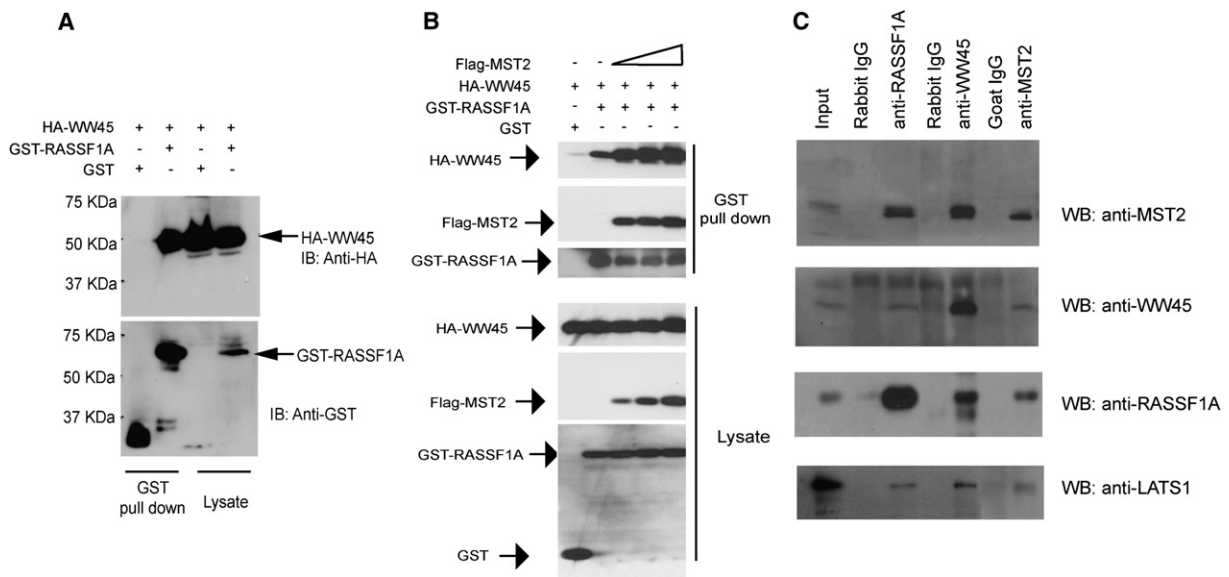 A
HA-WW45 + + + +
GST-RASSF1A - + - +
GST + - + -
75 KDa
50 KDa
37 KDa
HA-WW45
IB: Anti-HA
75 KDa
50 KDa
37 KDa
GST-RASSF1A
IB: Anti-GST
GST
pull down
Lysate
B
Flag-MST2 - -
HA-WW45 + + + + +
GST-RASSF1A - + + + +
GST + - - - -
HA-WW45
Flag-MST2
GST-RASSF1A
GST
pull down
HA-WW45
Flag-MST2
GST-RASSF1A
GST
Lysate
C
Input
Rabbit IgG
anti-RASSF1A
Rabbit IgG
anti-WW45
Goat IgG
anti-MST2
WB: anti-MST2
WB: anti-WW45
WB: anti-RASSF1A
WB: anti-LATS1